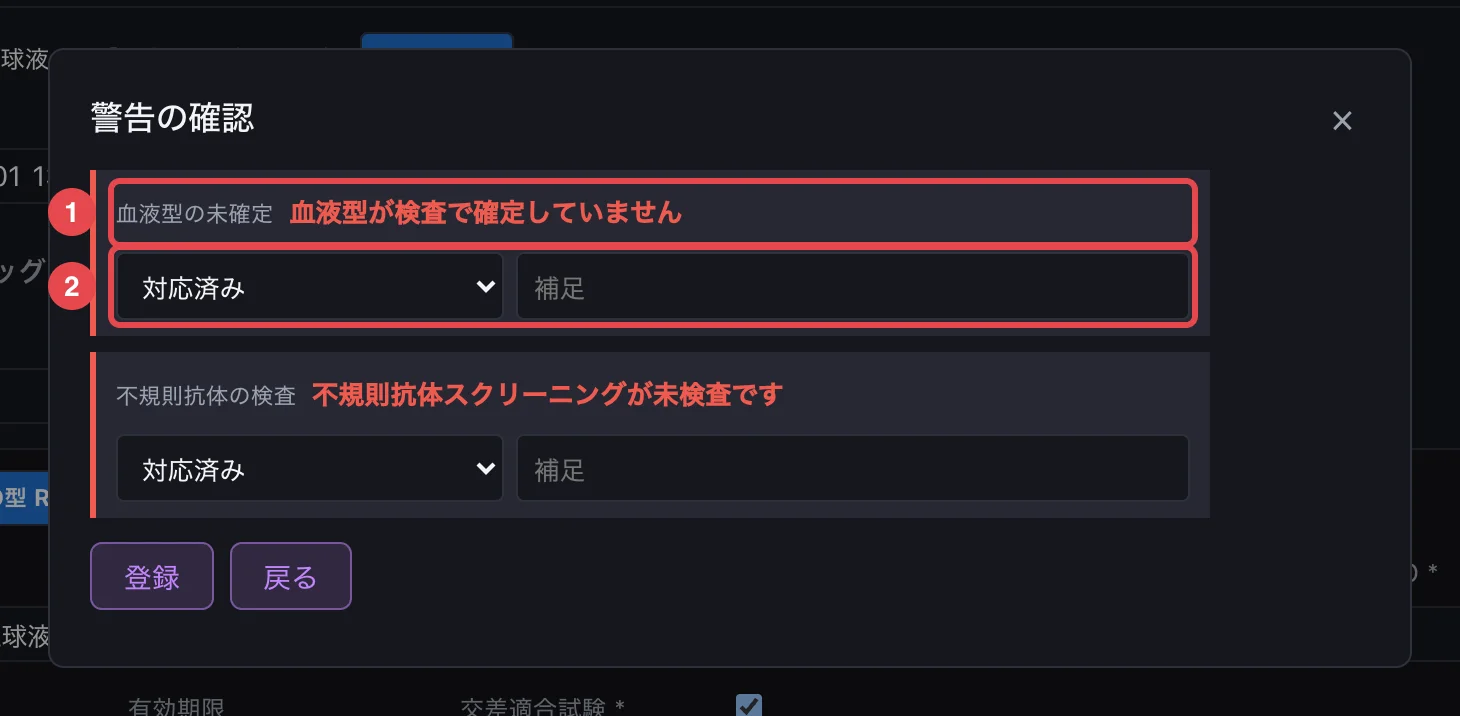 球液
警告の確認
×
01 1
1 血液型の未確定 血液型が検査で確定していません
ッグ
2 対応済み 補足
不規則抗体の検査 不規則抗体スクリーニングが未検査です
対応済み 補足
型 R
登録 戻る
*
球液
有効期限 交差適合試験 *